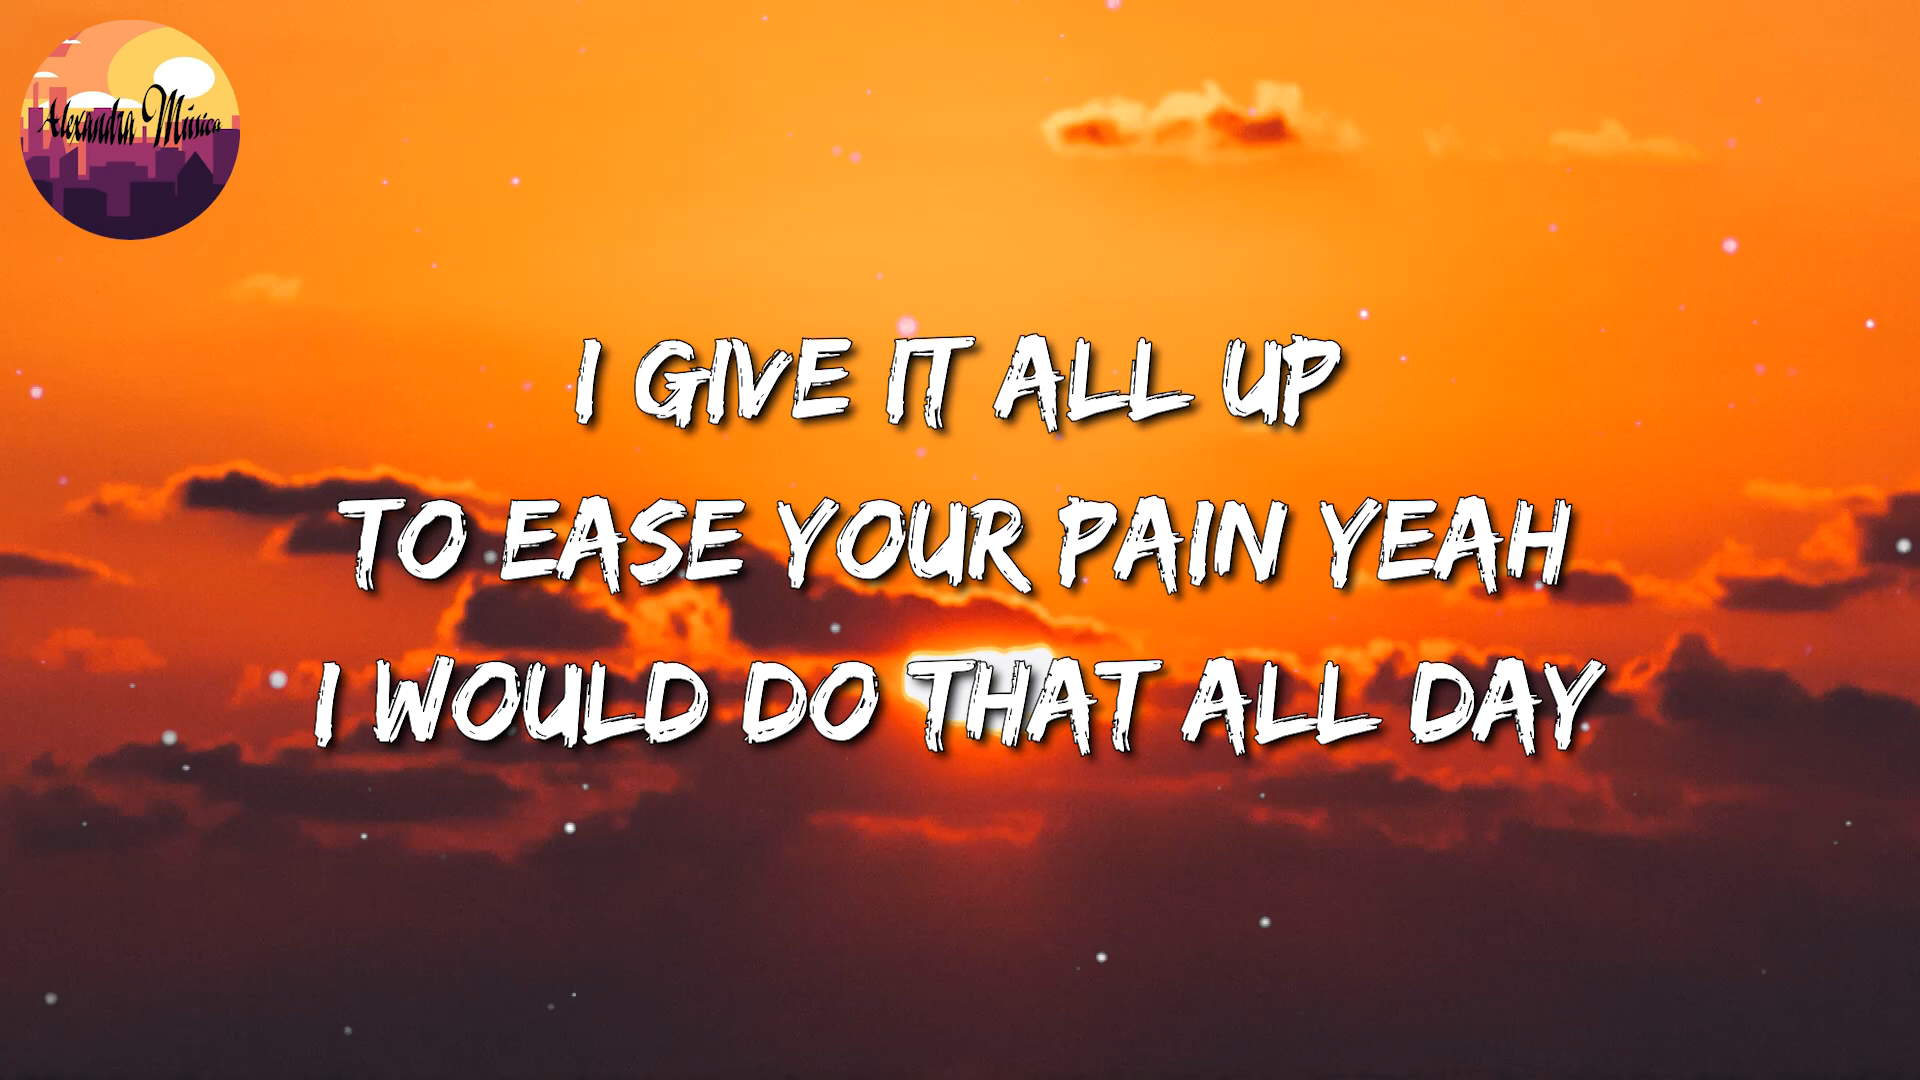 Alexandra Música
I GIVE IT ALL UP
TO EASE YOUR PAIN YEAH
I WOULD DO THAT ALL DAY